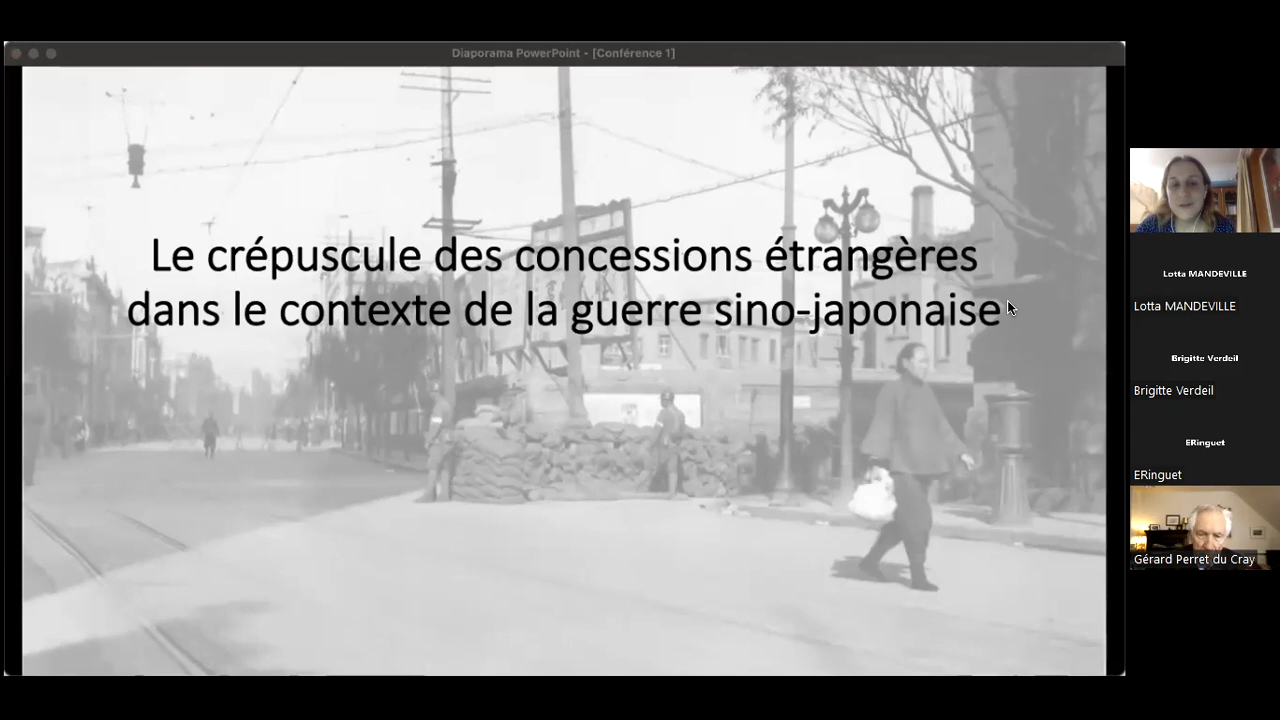 Diaporama PowerPoint - [Conférence 1]
Le crépuscule des concessions étrangères
dans le contexte de la guerre sino-japonaise
Lotta MANDEVILLE
Lotta MANDEVILLE
Brigitte Verdeil
Brigitte Verdeil
ERinguet
ERinguet
Gérard Perret du Cray